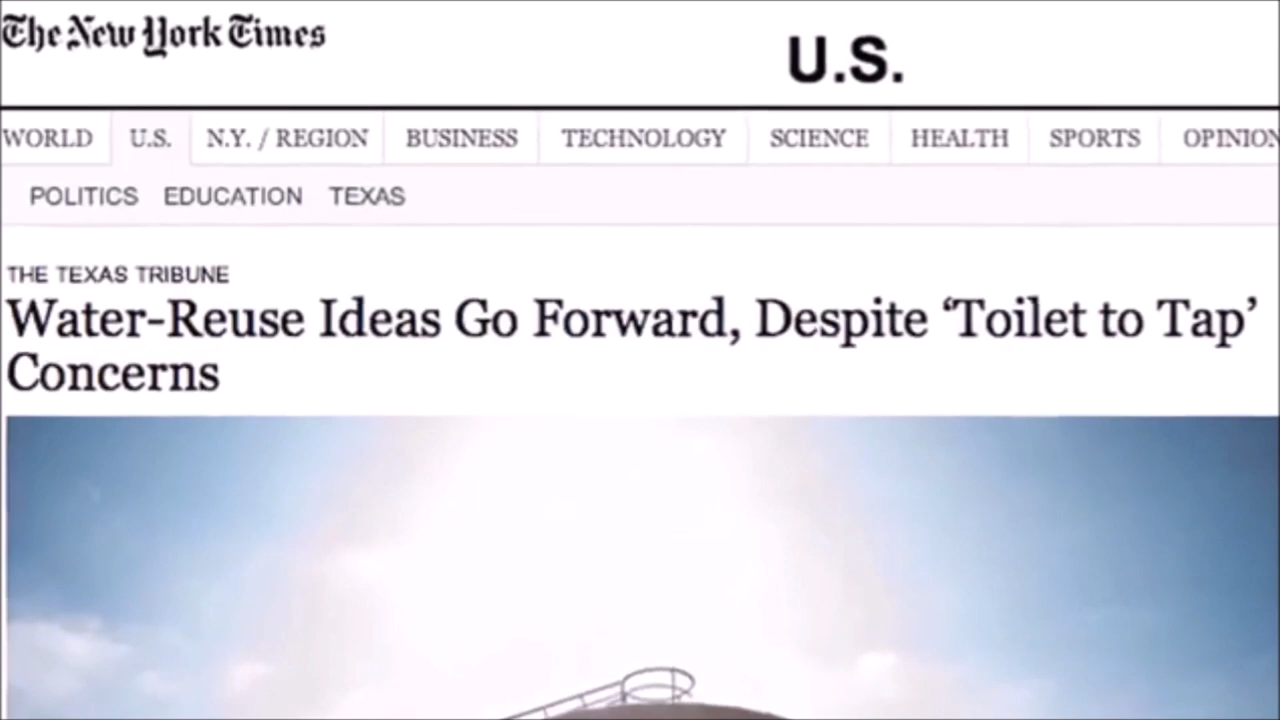 The New York Times
U.S.
WORLD U.S. N.Y. / REGION BUSINESS TECHNOLOGY SCIENCE HEALTH SPORTS OPINION
POLITICS EDUCATION TEXAS
THE TEXAS TRIBUNE
Water-Reuse Ideas Go Forward, Despite ‘Toilet to Tap’
Concerns